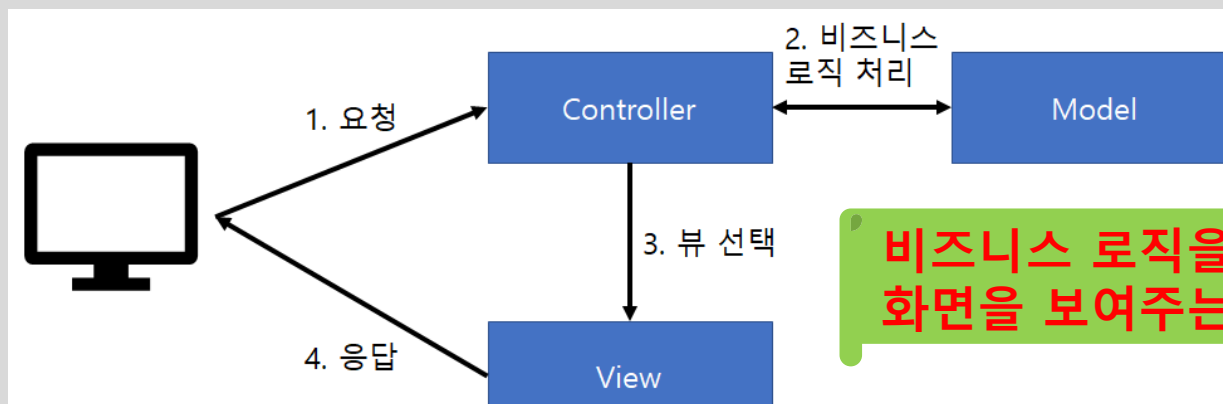 2. 비즈니스
로직 처리
Controller
Model
1. 요청
3. 뷰 선택
비즈니스 로직을
화면을 보여주는
4. 응답
View